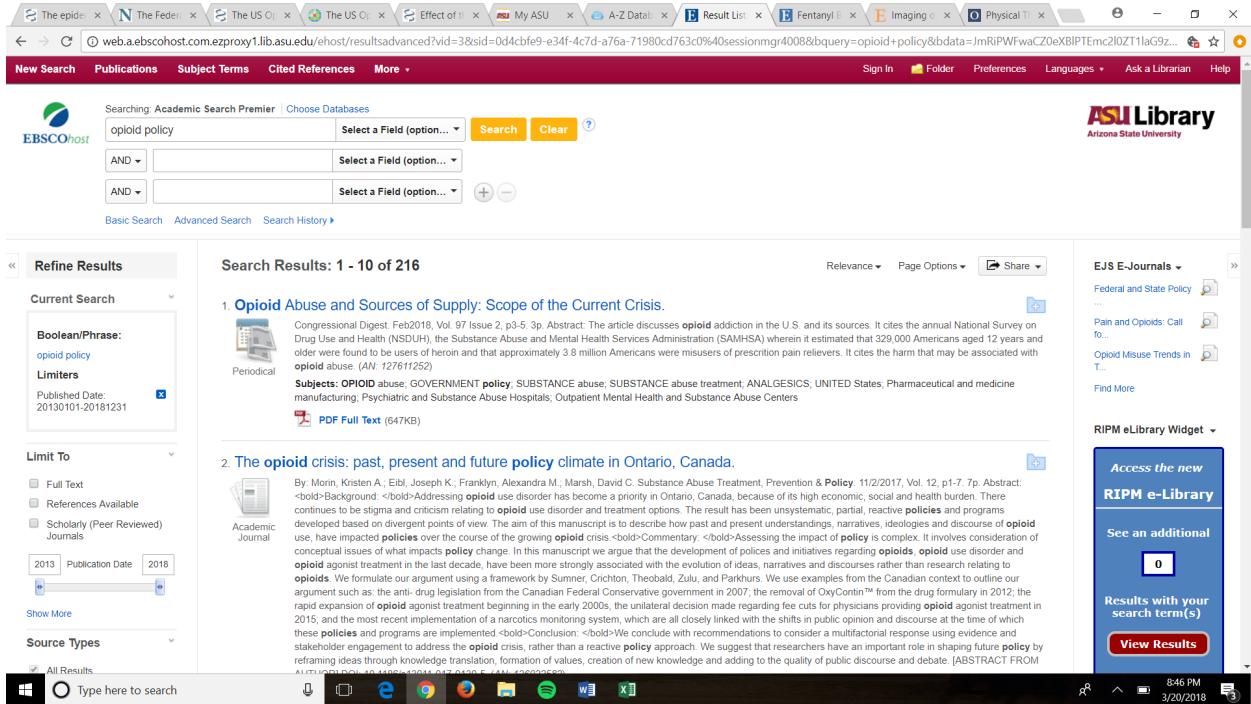 The epide
The Feder
The US Op
The US Op
Effect of t
My ASU
A-Z Datab
Result List
Fentanyl E
Imaging o
Physical Th
web.a.ebscohost.com.ezproxy1.lib.asu.edu/ehost/resultsadvanced?vid=3&sid=0d4cbfe9-e34f-4c7d-a76a-71980cd763c0%40sessionmgr4008&bquery=opioid+policy&bdata=JmRiPWFwaCZ0eXBlPTEmc2l0ZT1laG9z...
New Search Publications Subject Terms Cited References More Sign In Folder Preferences Languages Ask a Librarian Help
EBSCOhost
Searching: Academic Search Premier Choose Databases
opioid policy Select a Field (option... Search Clear ?
AND Select a Field (option...
AND Select a Field (option...
Basic Search Advanced Search Search History
ASU Library
Arizona State University
Refine Results
Current Search
Boolean/Phrase:
opioid policy
Limiters
Published Date:
20130101-20181231
Limit To
Full Text
References Available
Scholarly (Peer Reviewed)
Journals
2013 Publication Date 2018
Show More
Source Types
All Results
Search Results: 1 - 10 of 216
Relevance Page Options Share
1. Opioid Abuse and Sources of Supply: Scope of the Current Crisis.
Periodical
Congressional Digest. Feb2018, Vol. 97 Issue 2, p3-5. 3p. Abstract: The article discusses opioid addiction in the U.S. and its sources. It cites the annual National Survey on
Drug Use and Health (NSDUH), the Substance Abuse and Mental Health Services Administration (SAMHSA) wherein it estimated that 329,000 Americans aged 12 years and
older were found to be users of heroin and that approximately 3.8 million Americans were misusers of prescrition pain relievers. It cites the harm that may be associated with
opioid abuse. (AN: 127611252)
Subjects: OPIOID abuse; GOVERNMENT policy; SUBSTANCE abuse; SUBSTANCE abuse treatment; ANALGESICS; UNITED States; Pharmaceutical and medicine
manufacturing; Psychiatric and Substance Abuse Hospitals; Outpatient Mental Health and Substance Abuse Centers
PDF Full Text (647KB)
2. The opioid crisis: past, present and future policy climate in Ontario, Canada.
Academic
Journal
By: Morin, Kristen A.; Eibl, Joseph K.; Franklyn, Alexandra M.; Marsh, David C. Substance Abuse Treatment, Prevention & Policy. 11/2/2017, Vol. 12, p1-7. 7p. Abstract:
<bold>Background: </bold>Addressing opioid use disorder has become a priority in Ontario, Canada, because of its high economic, social and health burden. There
continues to be stigma and criticism relating to opioid use disorder and treatment options. The result has been unsystematic, partial, reactive policies and programs
developed based on divergent points of view. The aim of this manuscript is to describe how past and present understandings, narratives, ideologies and discourse of opioid
use, have impacted policies over the course of the growing opioid crisis.<bold>Commentary: </bold>Assessing the impact of policy is complex. It involves consideration of
conceptual issues of what impacts policy change. In this manuscript we argue that the development of polices and initiatives regarding opioids, opioid use disorder and
opioid agonist treatment in the last decade, have been more strongly associated with the evolution of ideas, narratives and discourses rather than research relating to
opioids. We formulate our argument using a framework by Sumner, Crichton, Theobald, Zulu, and Parkhurs. We use examples from the Canadian context to outline our
argument such as: the anti- drug legislation from the Canadian Federal Conservative government in 2007; the removal of OxyContin™ from the drug formulary in 2012; the
rapid expansion of opioid agonist treatment beginning in the early 2000s, the unilateral decision made regarding fee cuts for physicians providing opioid agonist treatment in
2015; and the most recent implementation of a narcotics monitoring system, which are all closely linked with the shifts in public opinion and discourse at the time of which
these policies and programs are implemented.<bold>Conclusion: </bold>We conclude with recommendations to consider a multifactorial response using evidence and
stakeholder engagement to address the opioid crisis, rather than a reactive policy approach. We suggest that researchers have an important role in shaping future policy by
reframing ideas through knowledge translation, formation of values, creation of new knowledge and adding to the quality of public discourse and debate. [ABSTRACT FROM
EJS E-Journals
Federal and State Policy
...
Pain and Opioids: Call
fo...
Opioid Misuse Trends in
T...
Find More
RIPM eLibrary Widget
Access the new
RIPM e-Library
See an additional
0
Results with your
search term(s)
View Results
Type here to search
8:46 PM
3/20/2018
3